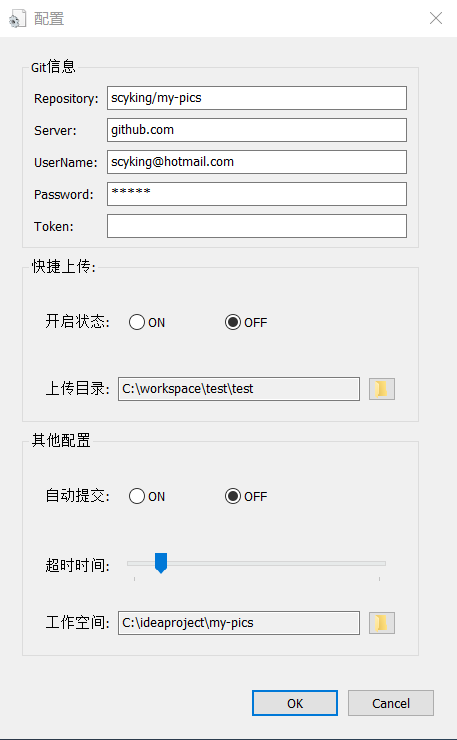 配置
Git信息
Repository: scyking/my-pics
Server: github.com
UserName: scyking@hotmail.com
Password: *****
Token:
快捷上传:
开启状态: ON OFF
上传目录: C:\workspace\test\test
其他配置
自动提交: ON OFF
超时时间:
工作空间: C:\ideaproject\my-pics
OK Cancel